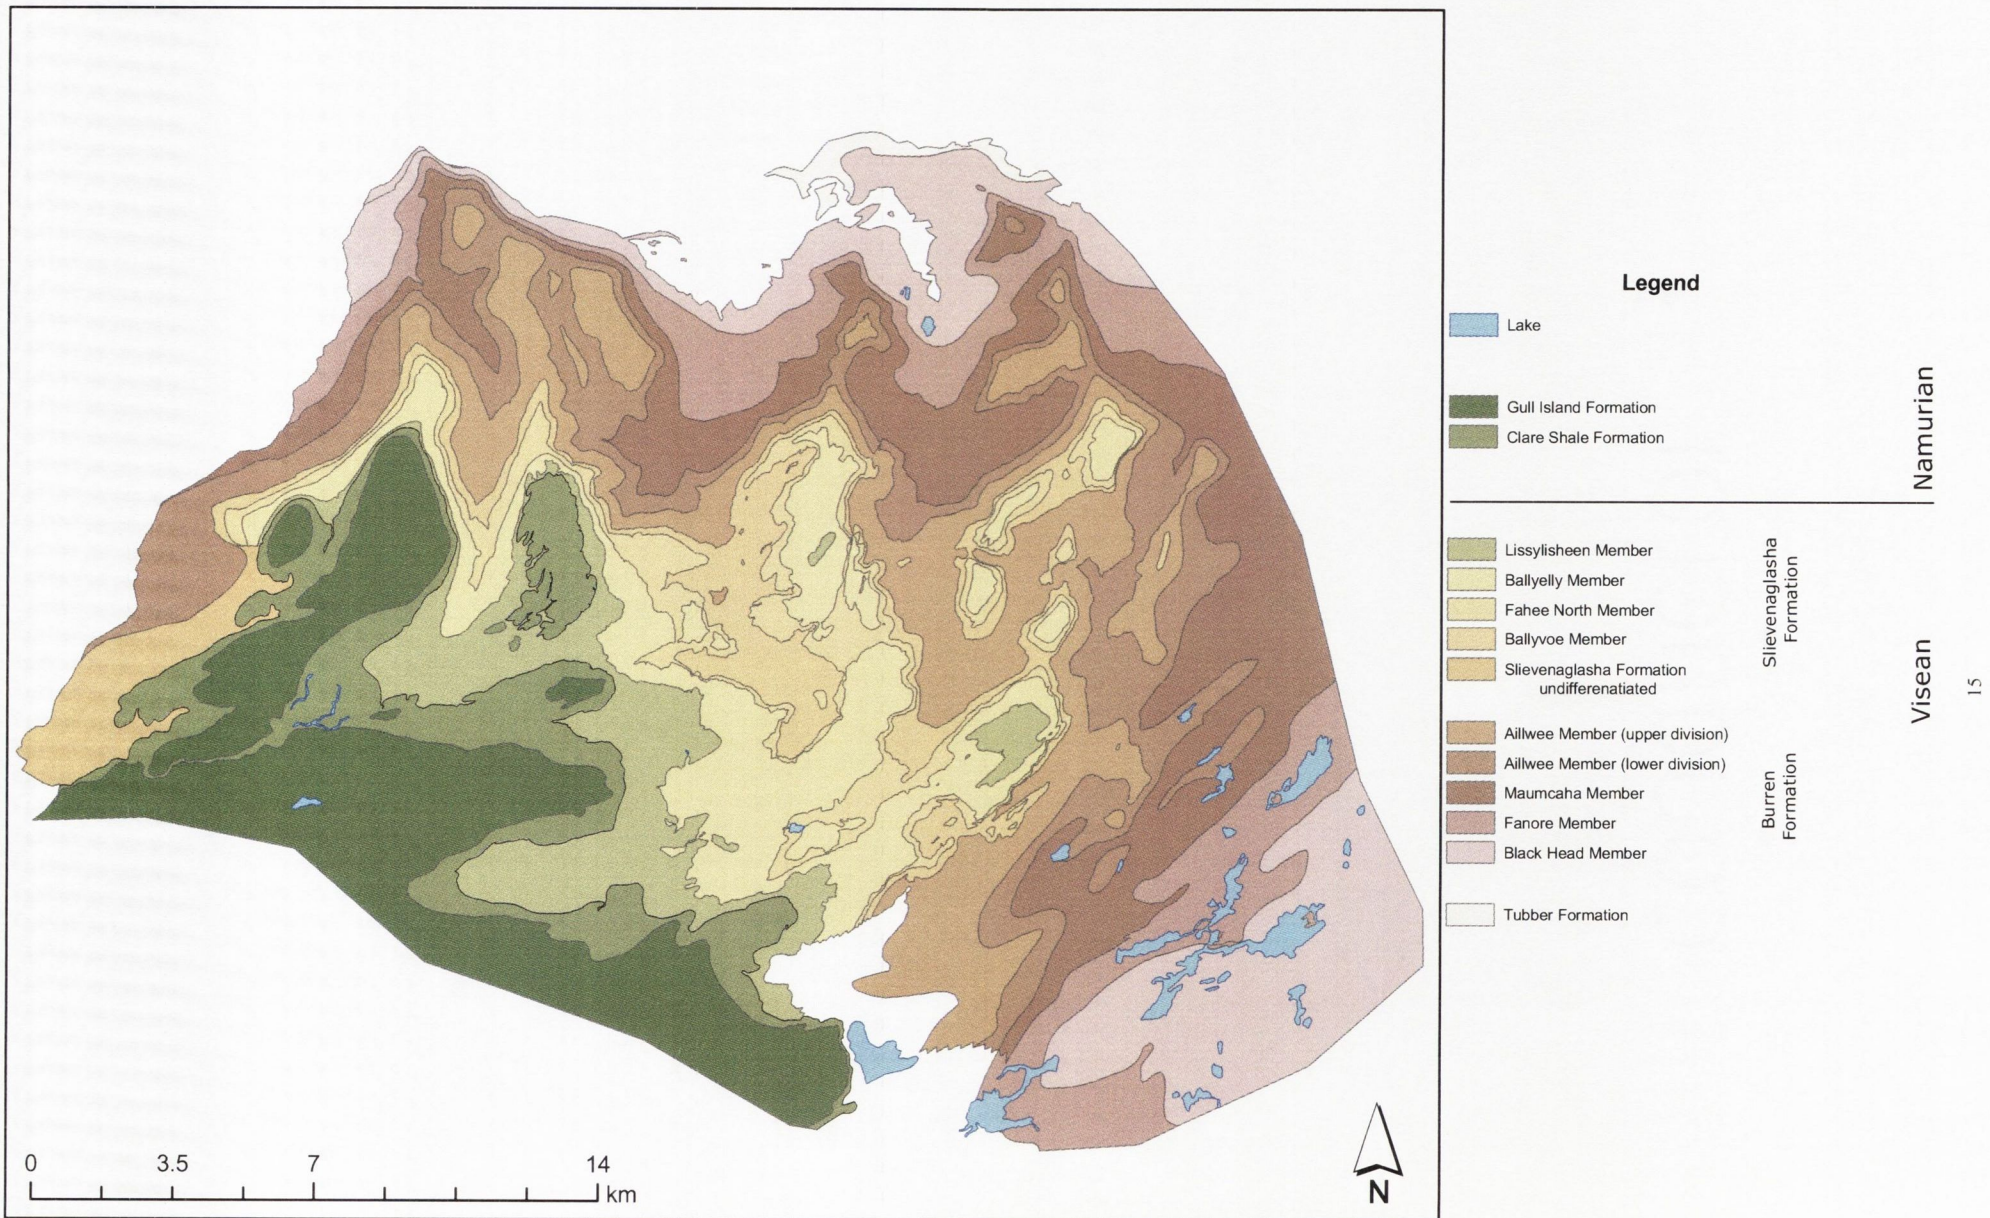 Legend
Lake
Gull Island Formation
Clare Shale Formation
Namurian
Lissylisheen Member
Ballyelly Member
Fahee North Member
Ballyvoe Member
Slievenaglasha Formation
undifferenatiated
Slievenaglasha
Formation
Aillwee Member (upper division)
Aillwee Member (lower division)
Maumcaha Member
Fanore Member
Black Head Member
Burren
Formation
Visean
Tubber Formation
15
0 3.5 7 14
km
N